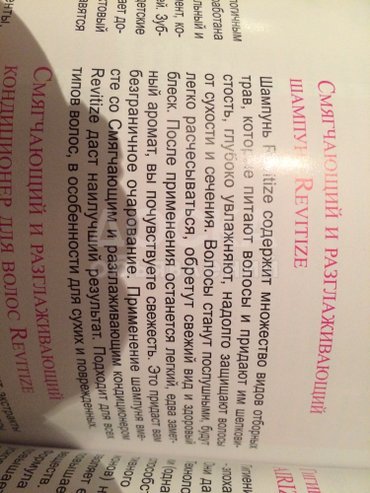 СМЯГЧАЮЩИЙ И РАЗГЛАЖИВАЮЩИЙ
ШАМПУНЬ REVITIZE
Шампунь Revitize содержит множество видов отборных
трав, которые питают волосы и придают им шелкови-
стость, глубоко увлажняют, надолго защищают волосы
от сухости и сечения. Волосы станут послушными, будут
легко расчесываться, обретут свежий вид и здоровый
блеск. После применения останется легкий, едва замет-
ный аромат, вы почувствуете свежесть. Это придаст вам
безграничное очарование. Применение шампуня вме-
сте со Смягчающим и разглаживающим кондиционером
Revitize даст наилучший результат. Подходит для всех
типов волос, в особенности для сухих и поврежденных.
СМЯГЧАЮЩИЙ И РАЗГЛАЖИВАЮЩИЙ
КОНДИЦИОНЕР ДЛЯ ВОЛОС REVITIZE